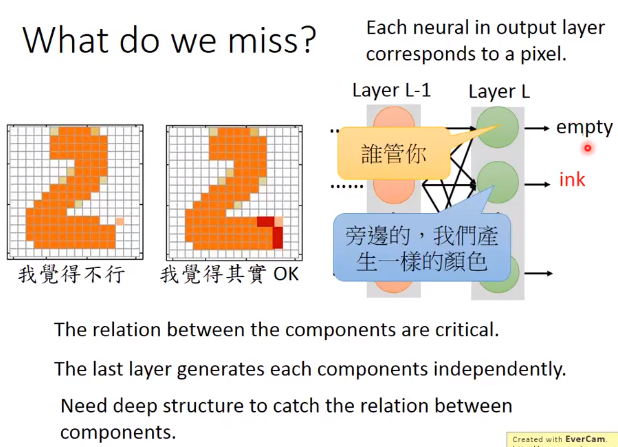 What do we miss?
Each neural in output layer
corresponds to a pixel.
Layer L-1
Layer L
empty
ink
誰管你
旁邊的,我們產
生一樣的顏色
......
我覺得不行
我覺得其實 OK
The relation between the components are critical.
The last layer generates each components independently.
Need deep structure to catch the relation between
components.
Created with EverCam.